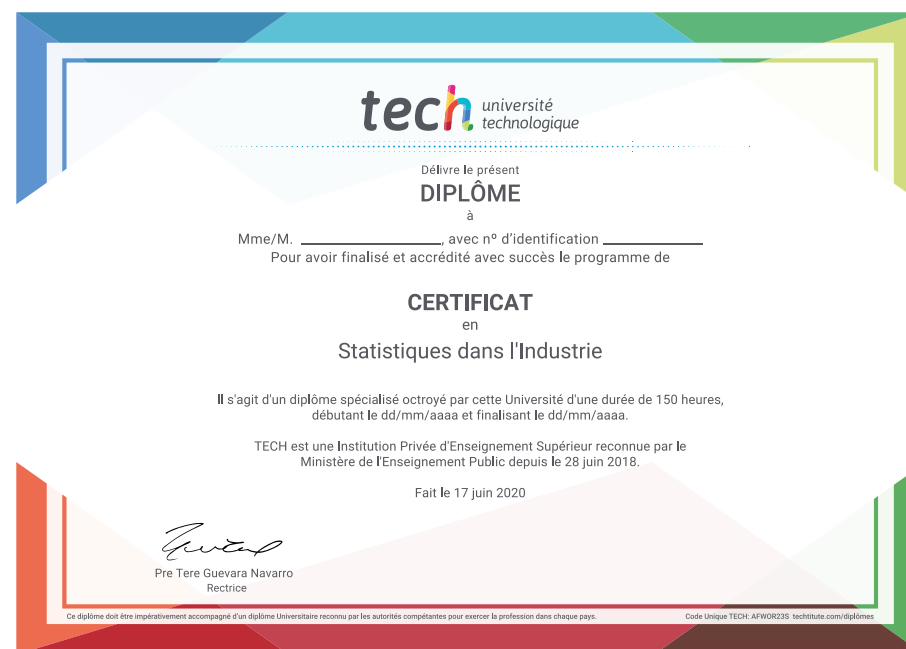 tech université
technologique
Délivre le présent
DIPLÔME
à
Mme/M. ____________________, avec nº d'identification ______________
Pour avoir finalisé et accrédité avec succès le programme de
CERTIFICAT
en
Statistiques dans l'Industrie
Il s'agit d'un diplôme spécialisé octroyé par cette Université d'une durée de 150 heures,
débutant le dd/mm/aaaa et finalisant le dd/mm/aaaa.
TECH est une Institution Privée d'Enseignement Supérieur reconnue par le
Ministère de l'Enseignement Public depuis le 28 juin 2018.
Fait le 17 juin 2020
Pre Tere Guevara Navarro
Rectrice
Ce diplôme doit être impérativement accompagné d'un diplôme Universitaire reconnu par les autorités compétantes pour exercer la profession dans chaque pays.
Code Unique TECH: AFWOR23S techtitute.com/diplômes